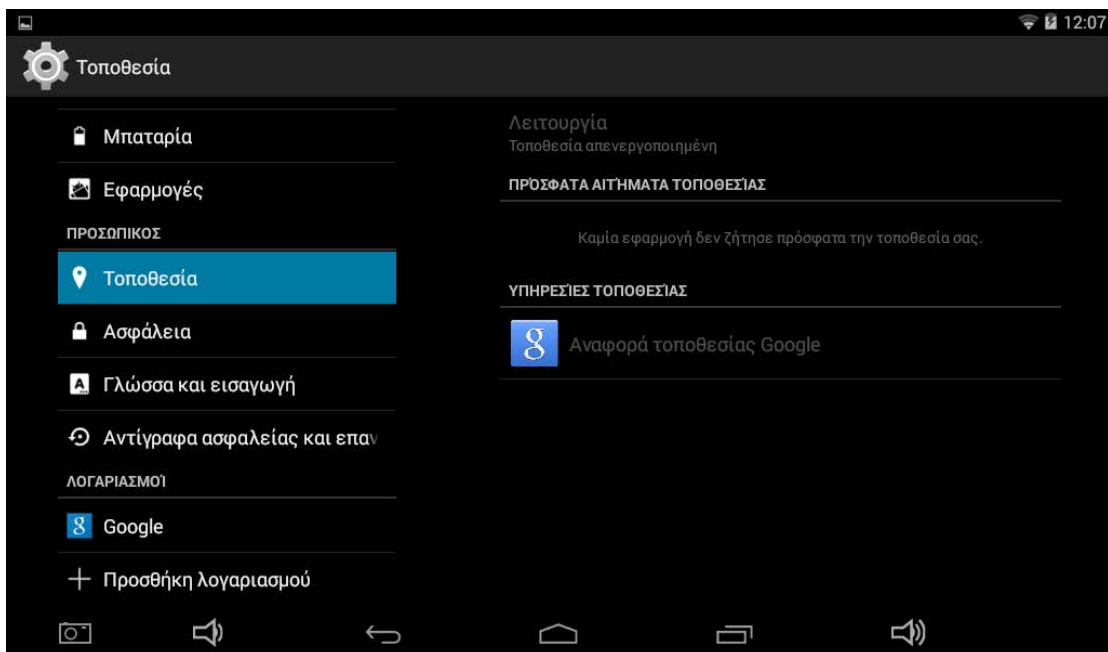 12:07
Τοποθεσία
Μπαταρία
Εφαρμογές
ΠΡΟΣΩΠΙΚΟΣ
Τοποθεσία
Ασφάλεια
Γλώσσα και εισαγωγή
Αντίγραφα ασφαλείας και επαν
ΛΟΓΑΡΙΑΣΜΟΊ
Google
Προσθήκη λογαριασμού
Λειτουργία
Τοποθεσία απενεργοποιημένη
ΠΡΌΣΦΑΤΑ ΑΙΤΉΜΑΤΑ ΤΟΠΟΘΕΣΊΑΣ
Καμία εφαρμογή δεν ζήτησε πρόσφατα την τοποθεσία σας.
ΥΠΗΡΕΣΊΕΣ ΤΟΠΟΘΕΣΊΑΣ
Αναφορά τοποθεσίας Google